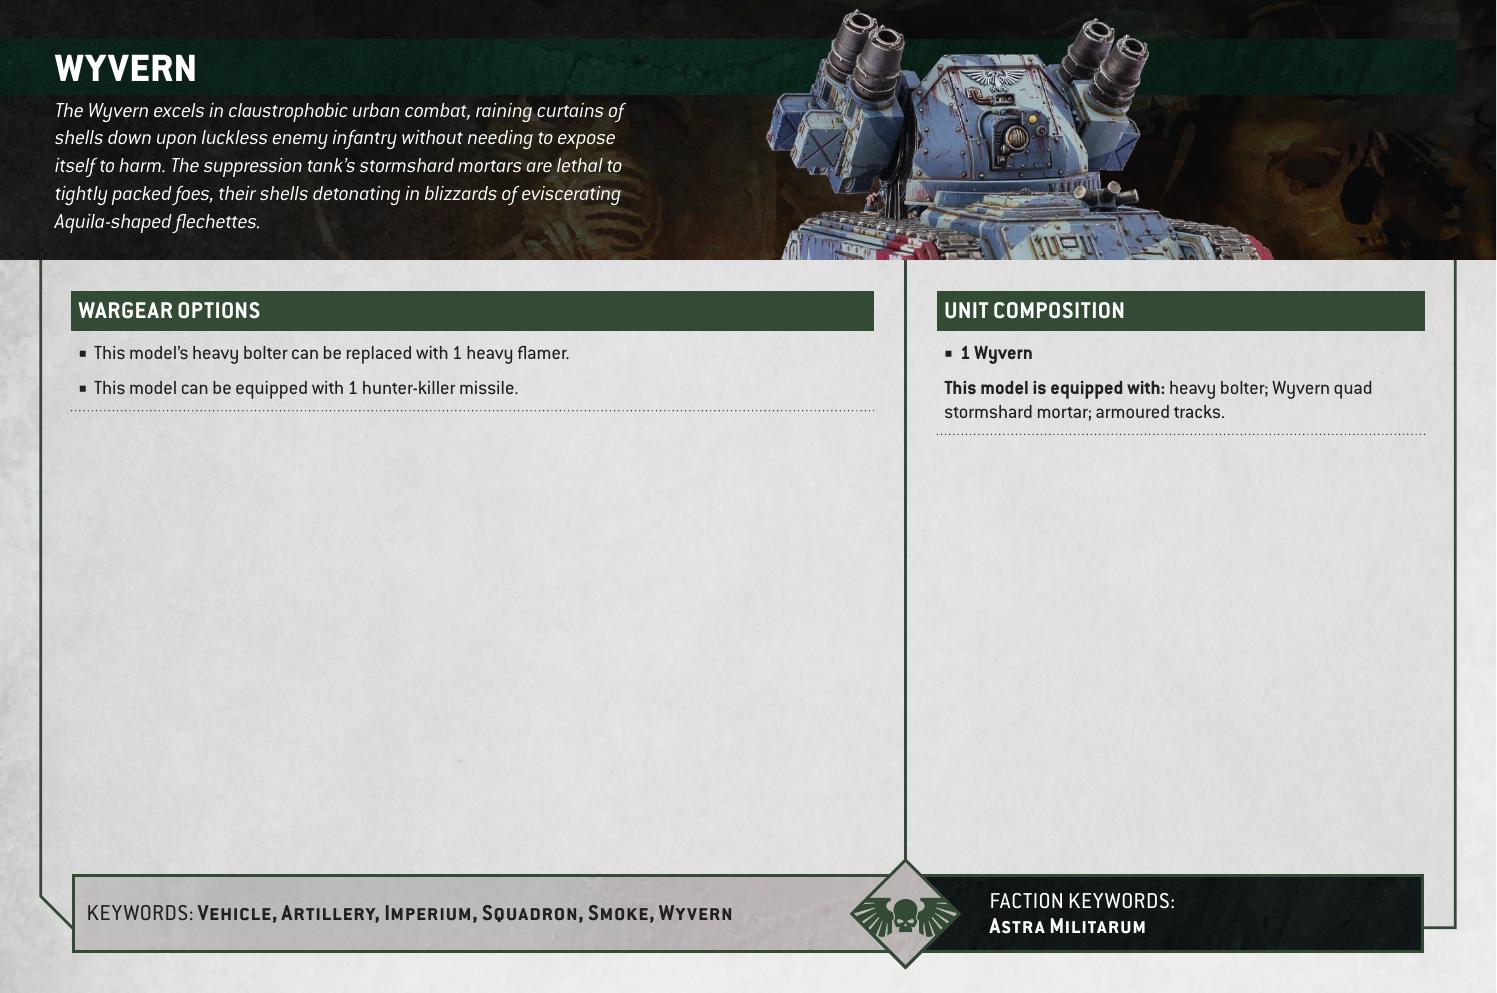 WYVERN
The Wyvern excels in claustrophobic urban combat, raining curtains of
shells down upon luckless enemy infantry without needing to expose
itself to harm. The suppression tank's stormshard mortars are lethal to
tightly packed foes, their shells detonating in blizzards of eviscerating
Aquila-shaped flechettes.
WARGEAR OPTIONS
▪ This model's heavy bolter can be replaced with 1 heavy flamer.
▪ This model can be equipped with 1 hunter-killer missile.
UNIT COMPOSITION
▪ 1 Wyvern
This model is equipped with: heavy bolter; Wyvern quad
stormshard mortar; armoured tracks.
KEYWORDS: Vehicle, Artillery, Imperium, Squadron, Smoke, Wyvern
FACTION KEYWORDS:
Astra Militarum